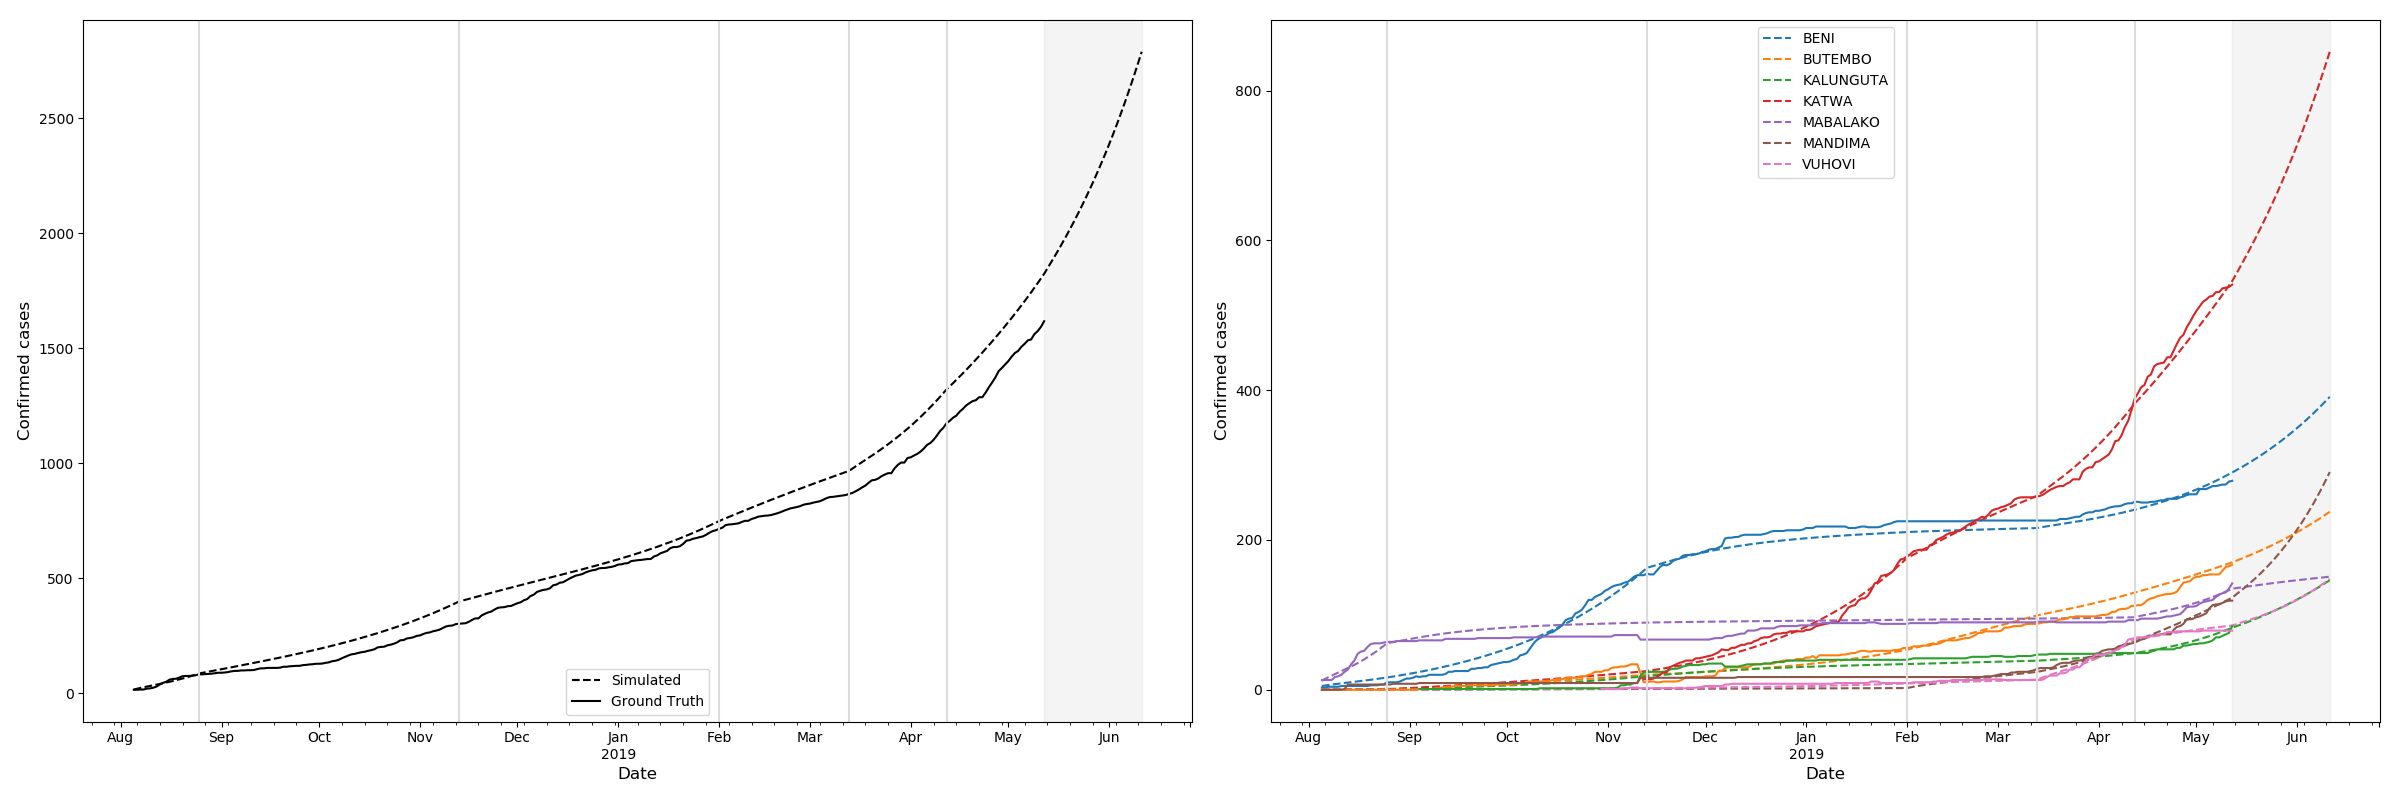 Confirmed cases
2500
2000
1500
1000
500
0
Simulated
Ground Truth
Aug Sep Oct Nov Dec Jan Feb Mar Apr May Jun
2019
Date
Confirmed cases
800
600
400
200
0
BENI
BUTEMBO
KALUNGUTA
KATWA
MABALAKO
MANDIMA
VUHOVI
Aug Sep Oct Nov Dec Jan Feb Mar Apr May Jun
2019
Date